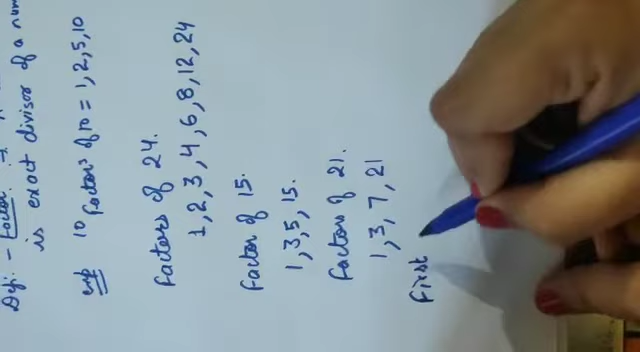 Def:- Factor →
is exact divisor of a num
exp 10 Factors of 10 = 1, 2, 5, 10
Factors of 24.
1, 2, 3, 4, 6, 8, 12, 24
Factor of 15.
1, 3, 5, 15.
Factors of 21.
1, 3, 7, 21
First